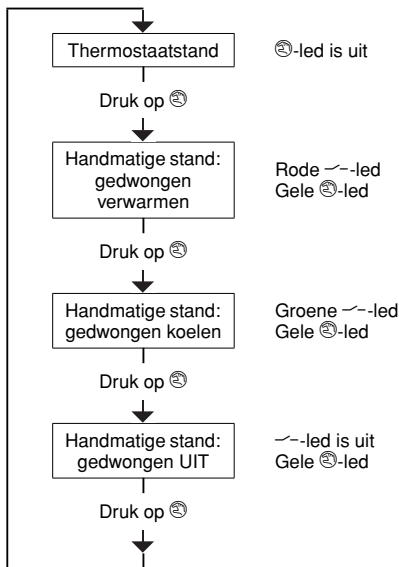 Thermostaatstand
-led is uit
Druk op
Handmatige stand:
gedwongen
verwarmen
Rode -led
Gele -led
Druk op
Handmatige stand:
gedwongen koelen
Groene -led
Gele -led
Druk op
Handmatige stand:
gedwongen UIT
-led is uit
Gele -led
Druk op